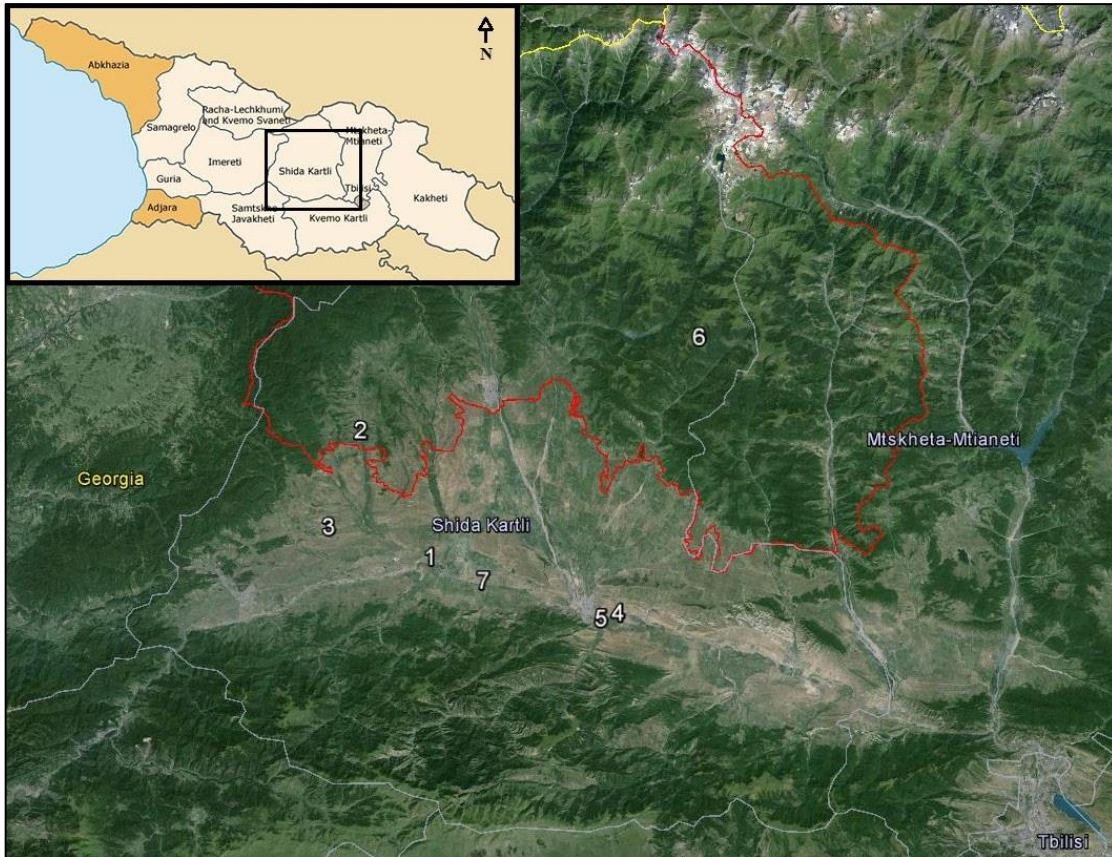 N
Abkhazia
Racha-Lechkhumi
and Kvemo Svaneti
Samagrelo
Mtskheta-
Mtianeti
Imereti
Shida Kartli
Guria
Tbilisi
Kakheti
Adjara
Samtskhe
Javakheti
Kvemo Kartli
6
2
Mtskheta-Mtianeti
Georgia
3
Shida Kartli
1
7
5
4
Tbilisi